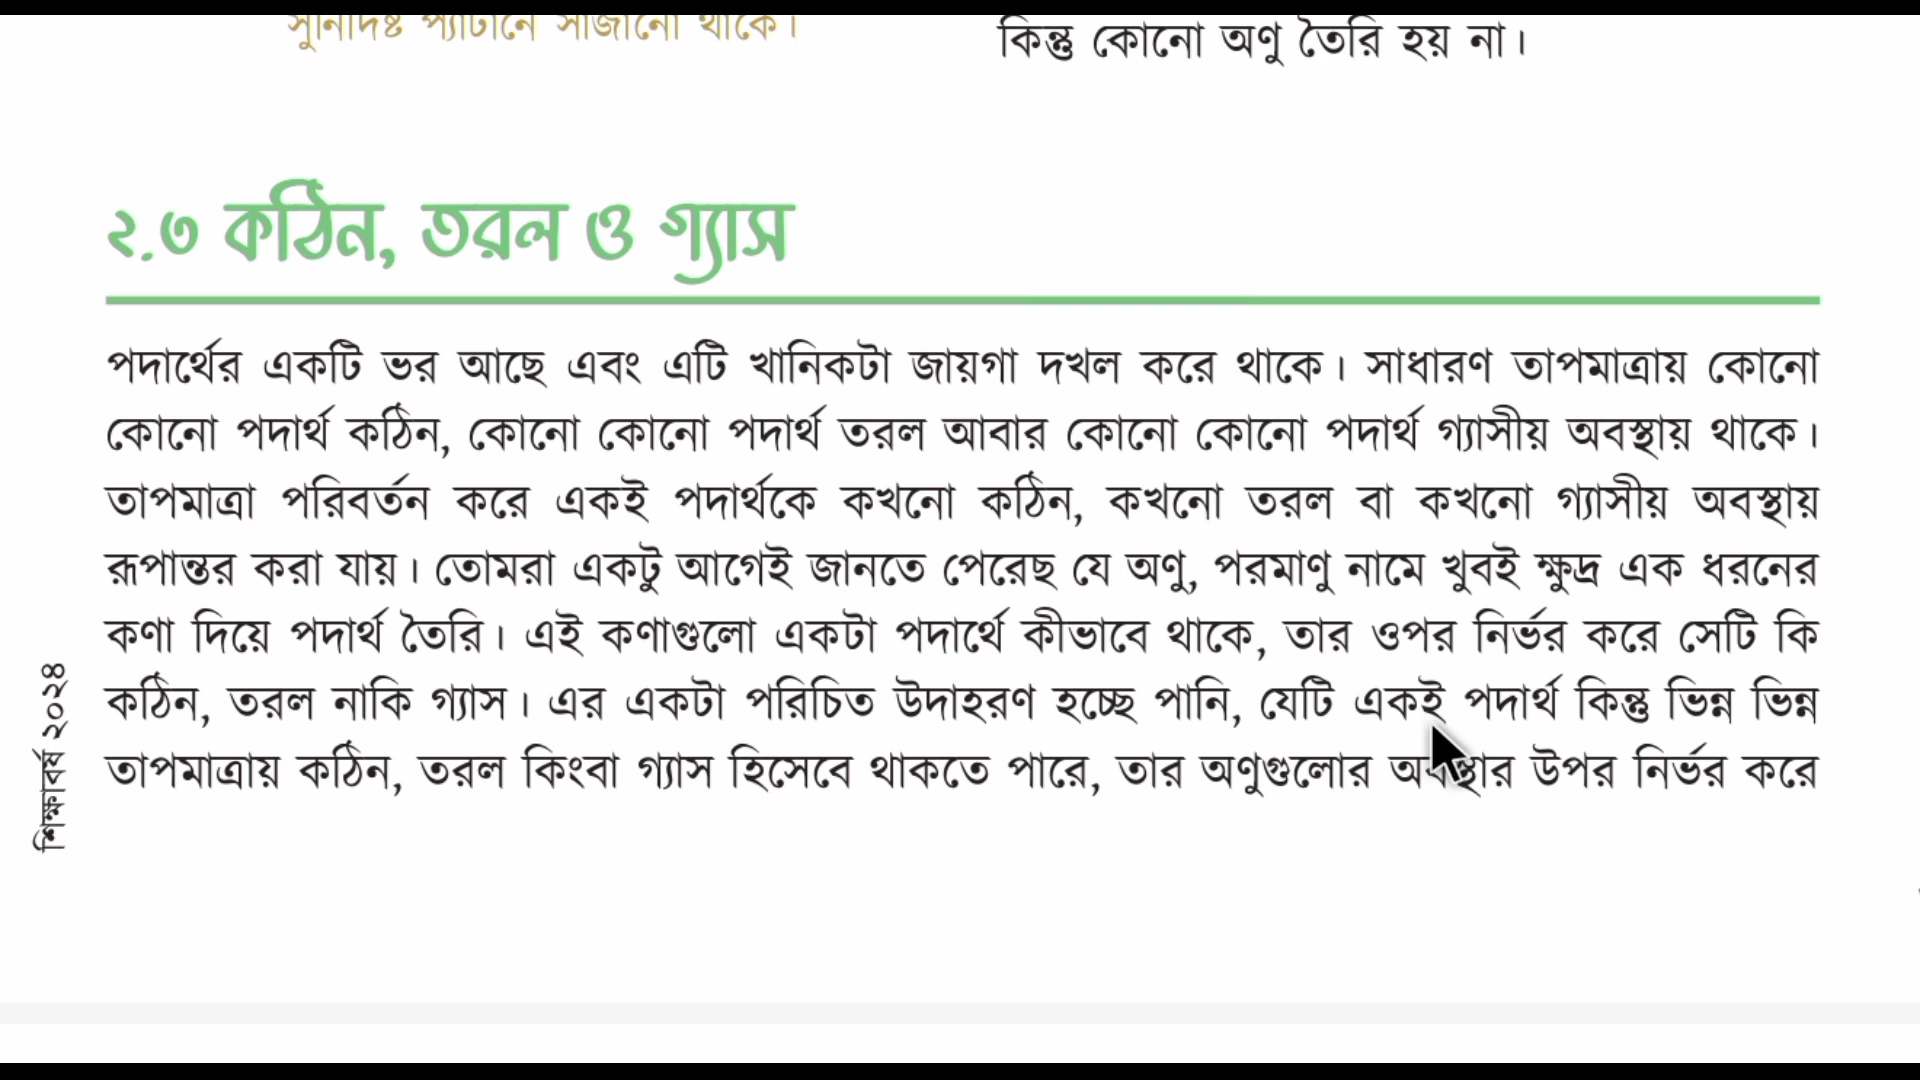 সুনির্দিষ্ট প্যাটার্নে সাজানো থাকে।
কিন্তু কোনো অণু তৈরি হয় না।
২.৩ কঠিন, তরল ও গ্যাস
পদার্থের একটি ভর আছে এবং এটি খানিকটা জায়গা দখল করে থাকে। সাধারণ তাপমাত্রায় কোনো
কোনো পদার্থ কঠিন, কোনো কোনো পদার্থ তরল আবার কোনো কোনো পদার্থ গ্যাসীয় অবস্থায় থাকে।
তাপমাত্রা পরিবর্তন করে একই পদার্থকে কখনো কঠিন, কখনো তরল বা কখনো গ্যাসীয় অবস্থায়
রূপান্তর করা যায়। তোমরা একটু আগেই জানতে পেরেছ যে অণু, পরমাণু নামে খুবই ক্ষুদ্র এক ধরনের
কণা দিয়ে পদার্থ তৈরি। এই কণাগুলো একটা পদার্থে কীভাবে থাকে, তার ওপর নির্ভর করে সেটি কি
কঠিন, তরল নাকি গ্যাস। এর একটা পরিচিত উদাহরণ হচ্ছে পানি, যেটি একই পদার্থ কিন্তু ভিন্ন ভিন্ন
তাপমাত্রায় কঠিন, তরল কিংবা গ্যাস হিসেবে থাকতে পারে, তার অণুগুলোর অবস্থার উপর নির্ভর করে
শিক্ষাবর্ষ ২০২৪